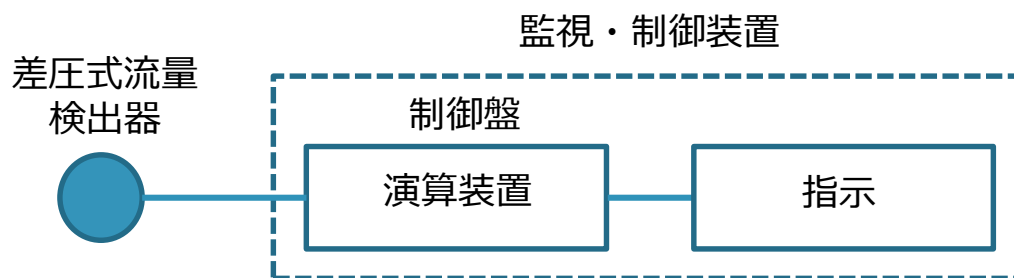 監視・制御装置
差圧式流量
検出器
制御盤
演算装置
指示